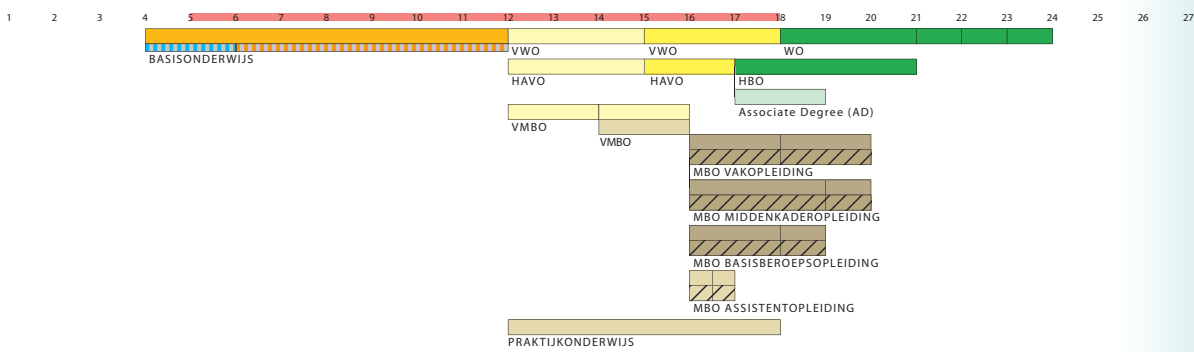 1 2 3 4 5 6 7 8 9 10 11 12 13 14 15 16 17 18 19 20 21 22 23 24 25 26 27
VWO VWO WO
BASISONDERWIJS
HAVO HAVO HBO
Associate Degree (AD)
VMBO
VMBO
MBO VAKOPLEIDING
MBO MIDDENKADEROPLEIDING
MBO BASISBEROEPSOPLEIDING
MBO ASSISTENTOPLEIDING
PRAKTIJKONDERWIJS